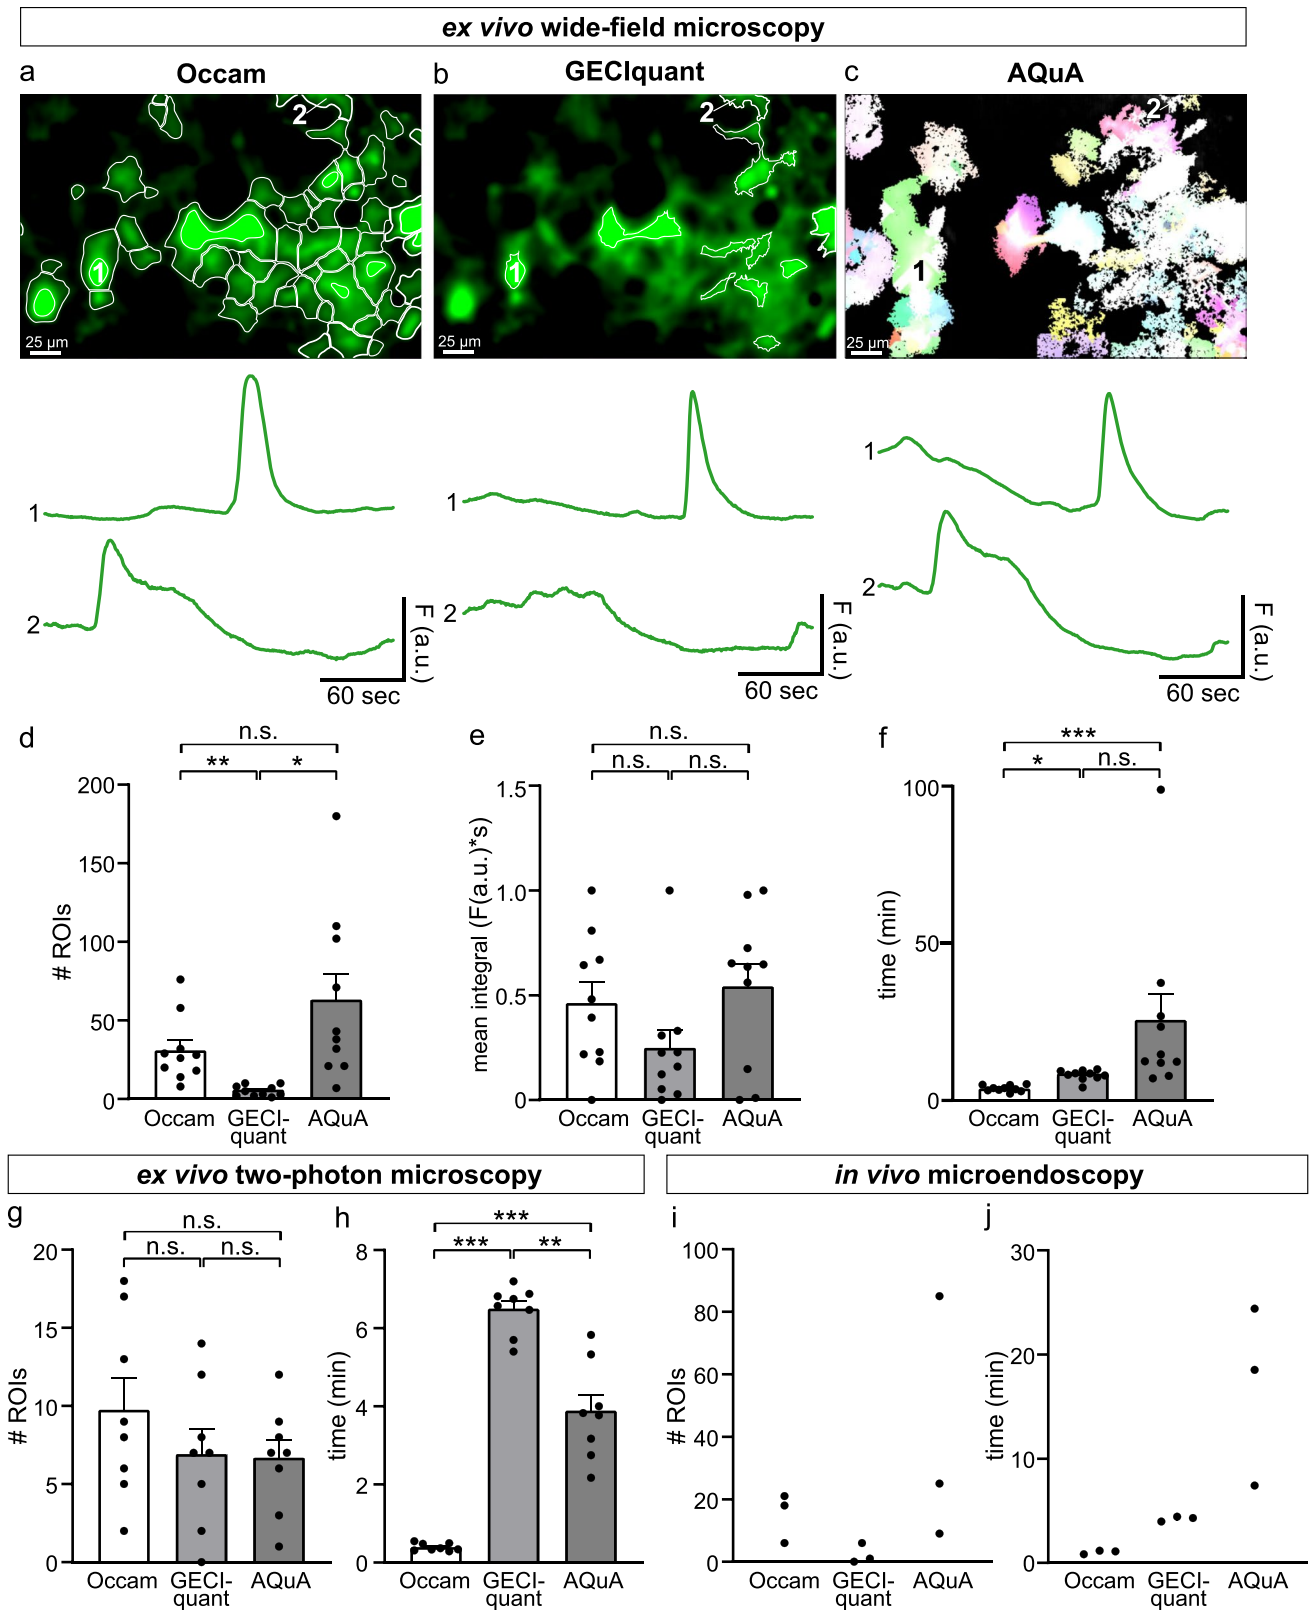 ex vivo wide-field microscopy
a Occam b GECIquant c AQuA
2 2 2
1 1 1
25 µm 25 µm 25 µm
1 1 1
2 2 2
F (a.u.) F (a.u.) F (a.u.)
60 sec 60 sec 60 sec
d e f
n.s. n.s. ***
** * n.s. n.s. * n.s.
# ROIs
200
150
100
50
0
Occam GECI-quant AQuA
mean integral (F(a.u.)*s)
1.5
1.0
0.5
0
Occam GECI-quant AQuA
time (min)
100
50
0
Occam GECI-quant AQuA
ex vivo two-photon microscopy
in vivo microendoscopy
g h i j
n.s. ***
n.s. n.s. *** **
# ROIs
20
15
10
5
0
Occam GECI-quant AQuA
time (min)
8
6
4
2
0
Occam GECI-quant AQuA
# ROIs
100
80
60
40
20
0
Occam GECI-quant AQuA
time (min)
30
20
10
0
Occam GECI-quant AQuA